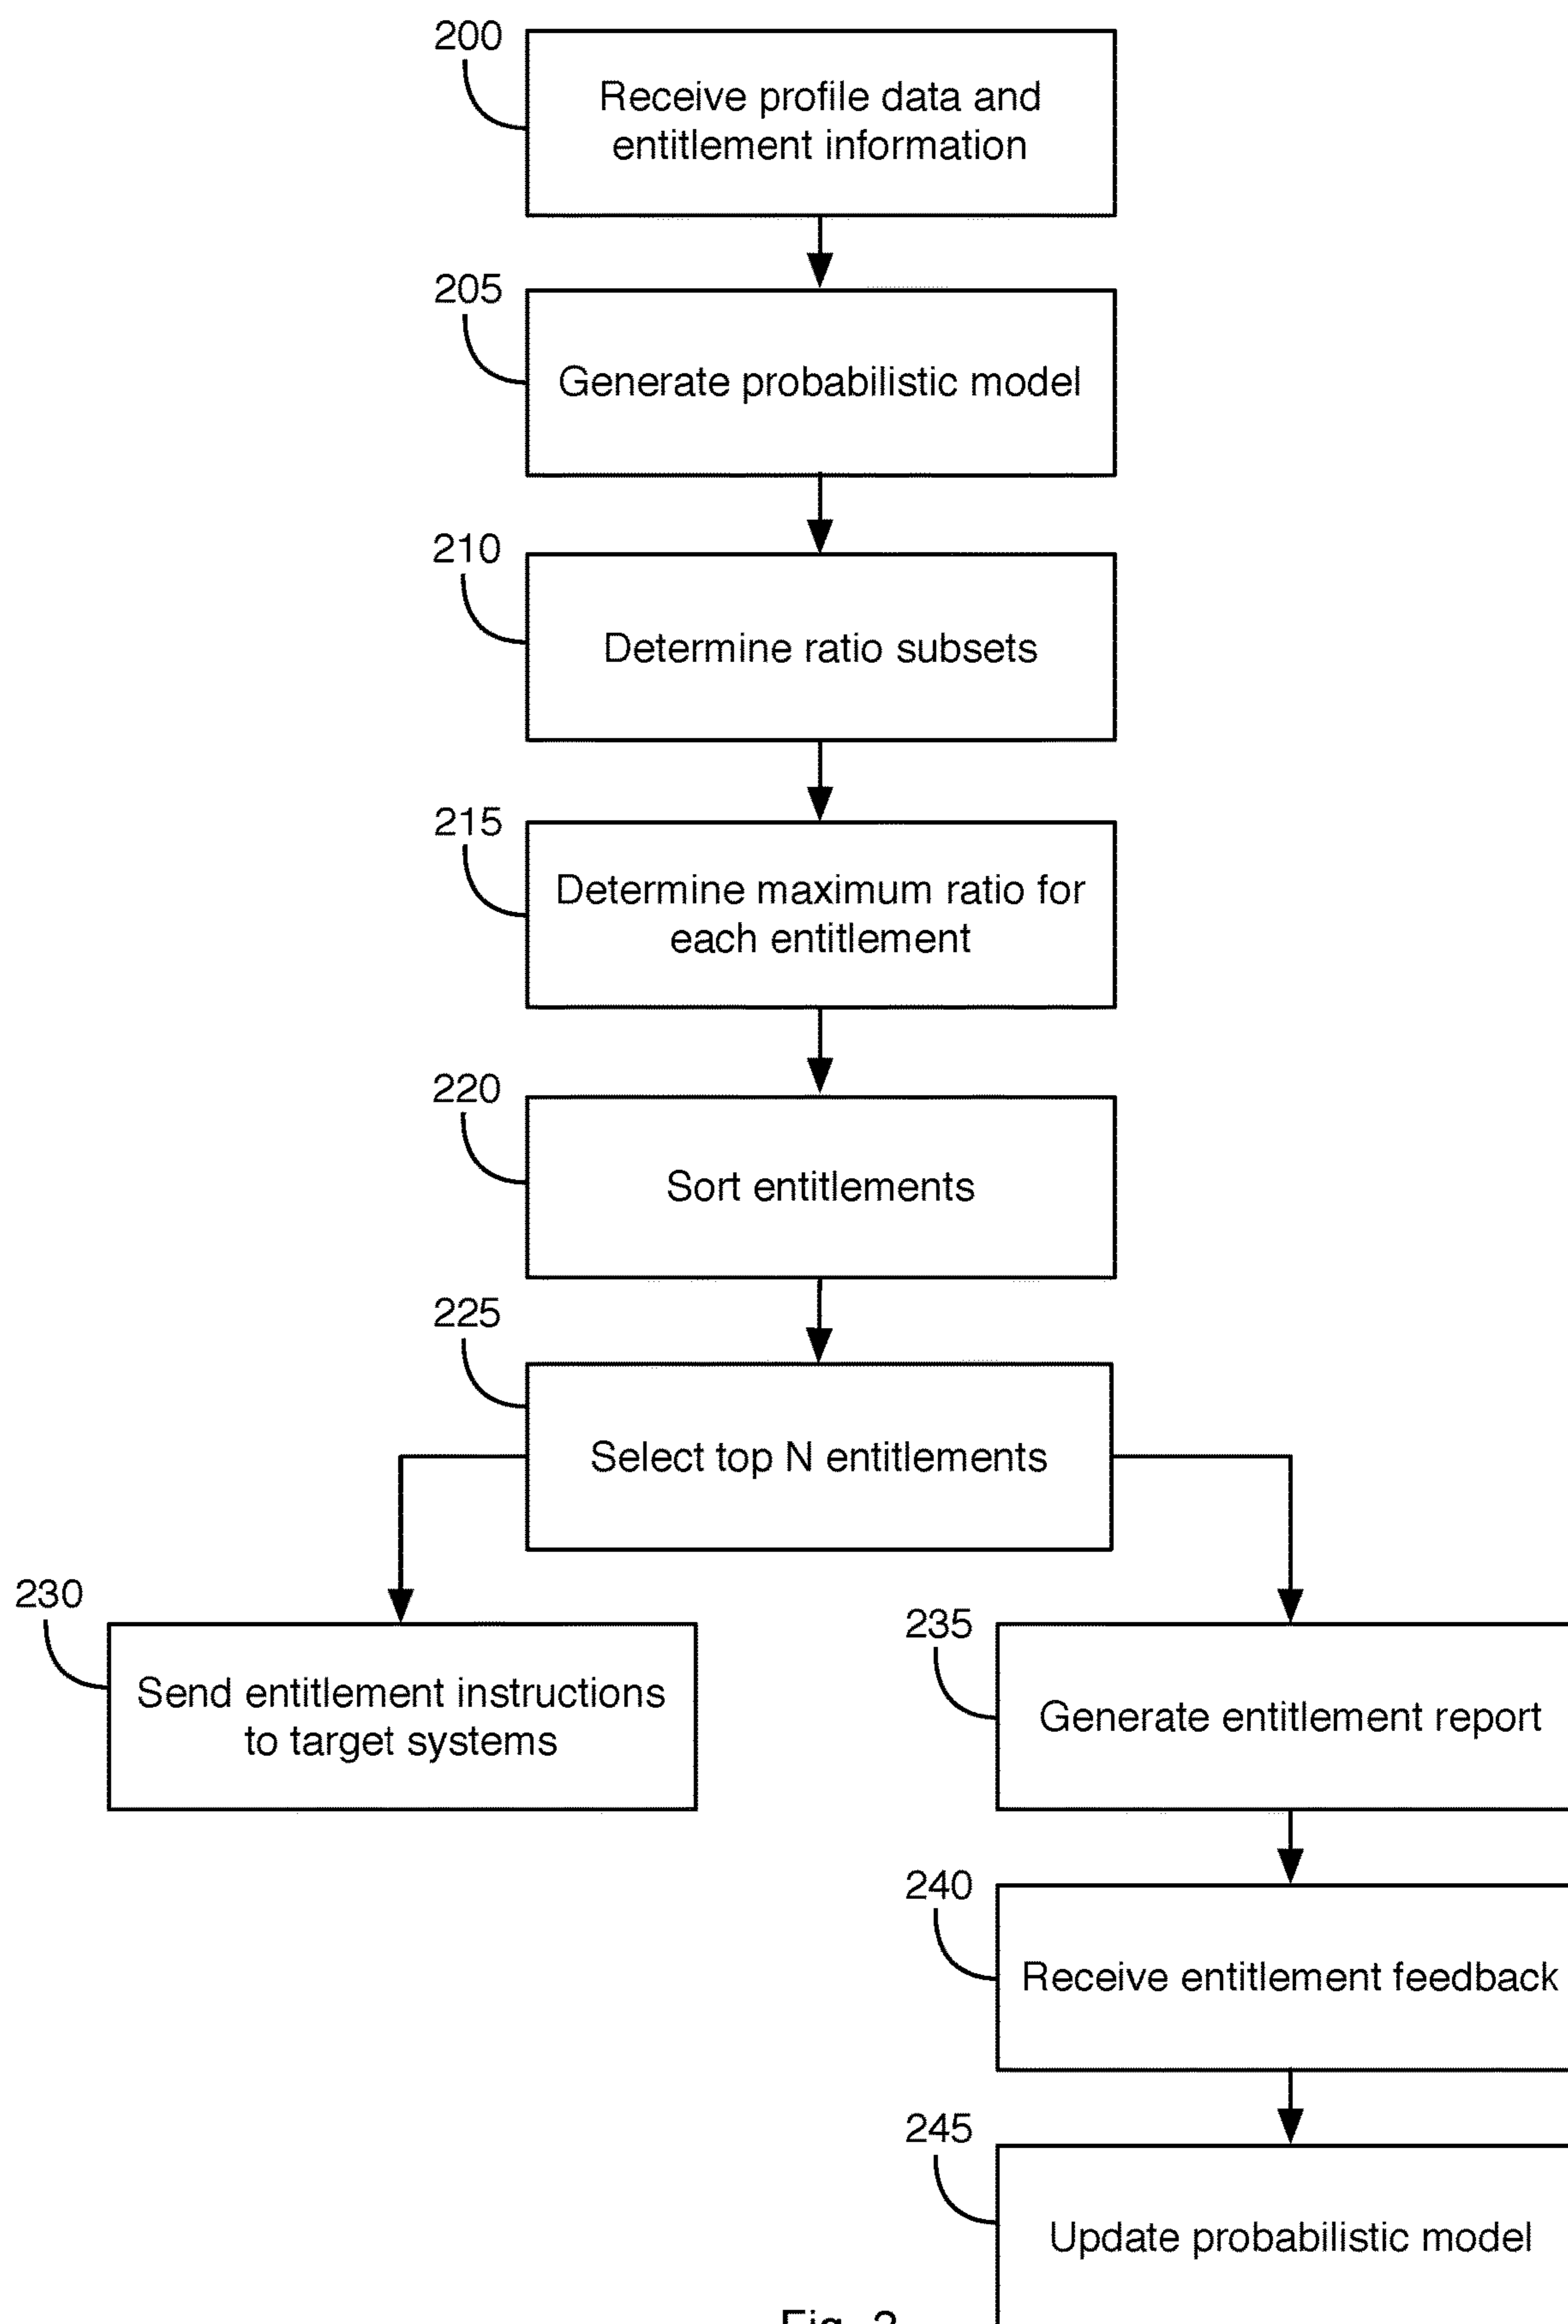 200
Receive profile data and
entitlement information
205
Generate probabilistic model
210
Determine ratio subsets
215
Determine maximum ratio for
each entitlement
220
Sort entitlements
225
Select top N entitlements
230
Send entitlement instructions
to target systems
235
Generate entitlement report
240
Receive entitlement feedback
245
Update probabilistic model
Fig.